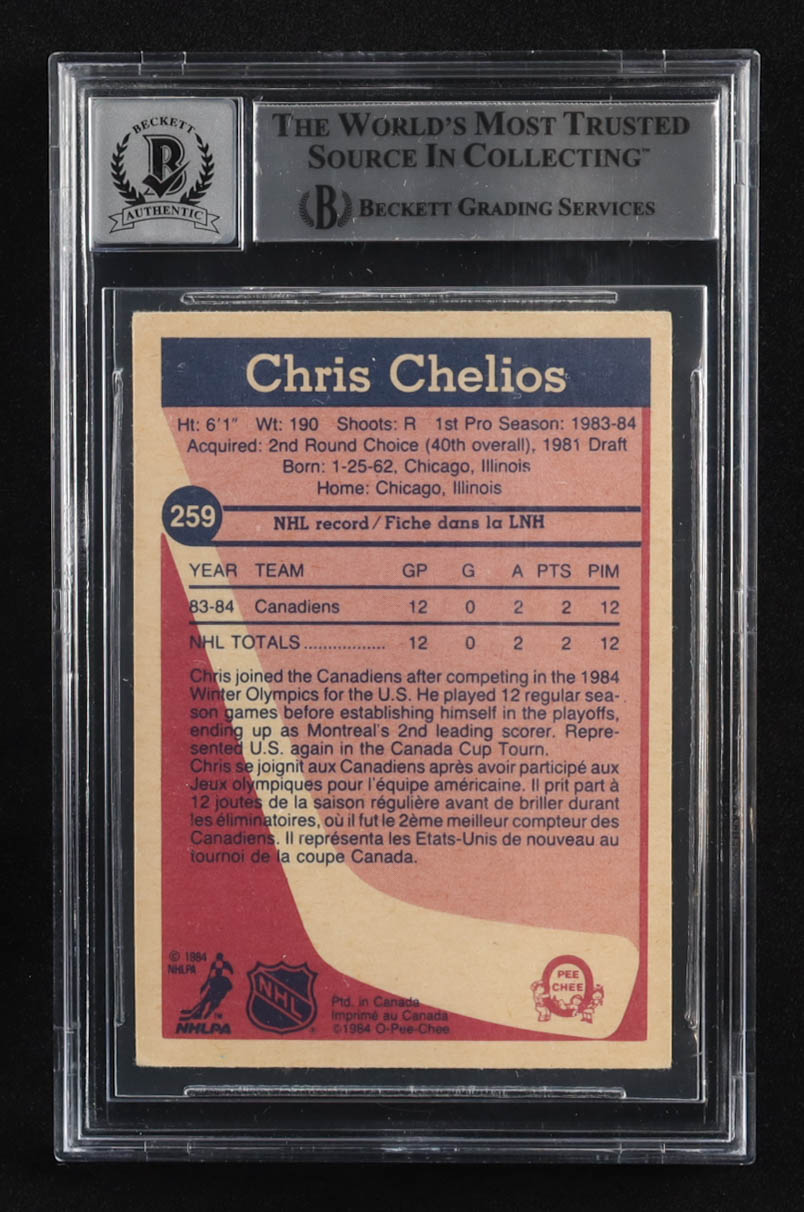 BECKETT
B
AUTHENTIC
THE WORLD'S MOST TRUSTED
SOURCE IN COLLECTING™
B BECKETT GRADING SERVICES
Chris Chelios
Ht: 6'1" Wt: 190 Shoots: R 1st Pro Season: 1983-84
Acquired: 2nd Round Choice (40th overall), 1981 Draft
Born: 1-25-62, Chicago, Illinois
Home: Chicago, Illinois
259
NHL record/Fiche dans la LNH
YEAR TEAM GP G A PTS PIM
83-84 Canadiens 12 0 2 2 12
NHL TOTALS................ 12 0 2 2 12
Chris joined the Canadiens after competing in the 1984
Winter Olympics for the U.S. He played 12 regular sea-
son games before establishing himself in the playoffs,
ending up as Montreal's 2nd leading scorer. Repre-
sented U.S. again in the Canada Cup Tourn.
Chris se joignit aux Canadiens après avoir participé aux
Jeux olympiques pour l'équipe américaine. Il prit part à
12 joutes de la saison régulière avant de briller durant
les éliminatoires, où il fut le 2ème meilleur compteur des
Canadiens. Il représenta les Etats-Unis de nouveau au
tournoi de la coupe Canada.
© 1984
NHLPA
NHLPA
™
NHL
Ptd. in Canada
Imprimé au Canada
©1984 O-Pee-Chee
PEE
CHEE